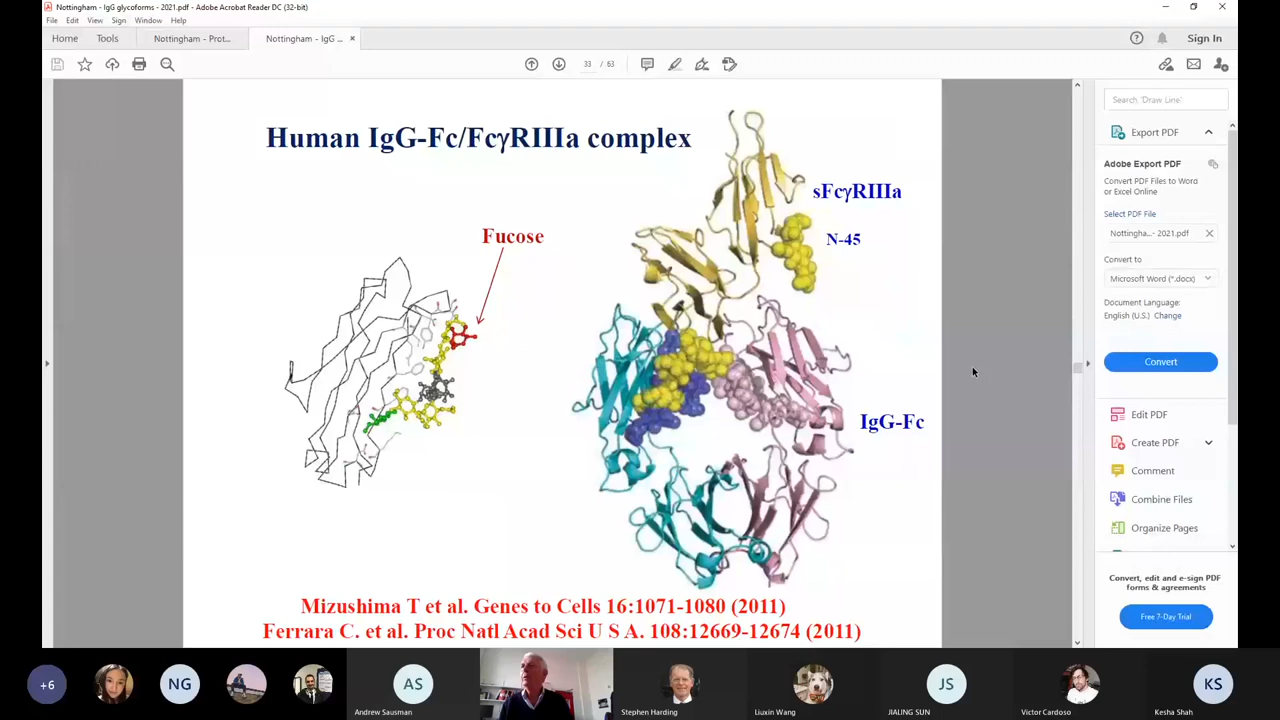 Nottingham - IgG glycoforms - 2021.pdf - Adobe Acrobat Reader DC (32-bit)
File Edit View Sign Window Help
Home Tools Nottingham - Prot... Nottingham - IgG ... × Sign In
33 / 63
Human IgG-Fc/FcγRIIIa complex
sFcγRIIIa
N-45
Fucose
IgG-Fc
Mizushima T et al. Genes to Cells 16:1071-1080 (2011)
Ferrara C. et al. Proc Natl Acad Sci U S A. 108:12669-12674 (2011)
Search, 'Draw Line'
Export PDF
Adobe Export PDF
Convert PDF Files to Word
or Excel Online
Select PDF File
Nottingha...- 2021.pdf
Convert to
Microsoft Word (*.docx)
Document Language:
English (U.S.) Change
Convert
Edit PDF
Create PDF
Comment
Combine Files
Organize Pages
Convert, edit and e-sign PDF
forms & agreements
Free 7-Day Trial
+6 NG AS JS KS
Andrew Sausman Stephen Harding Liuxin Wang JIALING SUN Victor Cardoso Kesha Shah